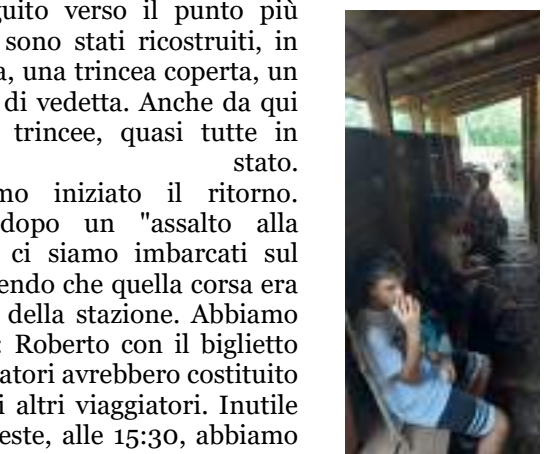 guito verso il punto più
sono stati ricostruiti, in
a, una trincea coperta, un
di vedetta. Anche da qui
trincee, quasi tutte in
stato.
mo iniziato il ritorno.
dopo un "assalto alla
ci siamo imbarcati sul
endo che quella corsa era
della stazione. Abbiamo
: Roberto con il biglietto
atori avrebbero costituito
i altri viaggiatori. Inutile
este, alle 15:30, abbiamo